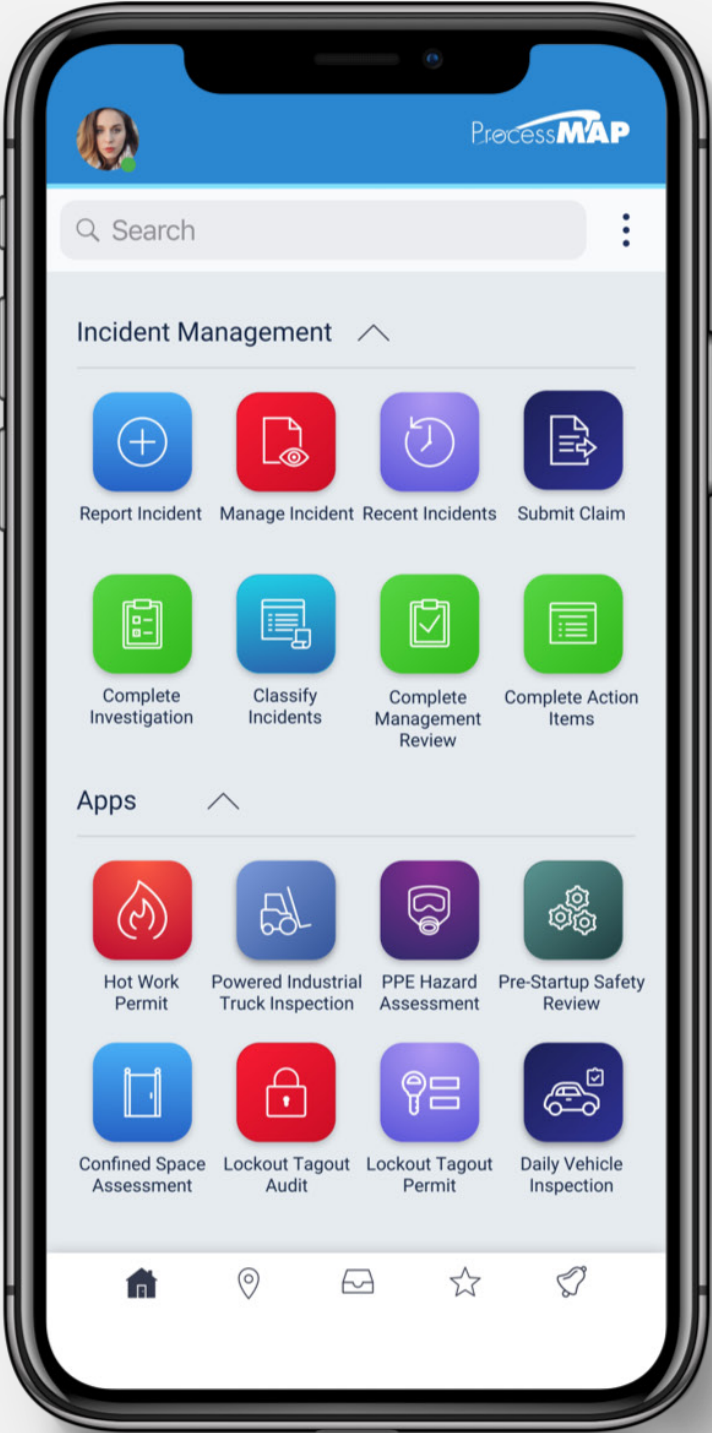 ProcessMAP
Search
Incident Management
Report Incident
Manage Incident
Recent Incidents
Submit Claim
Complete
Investigation
Classify
Incidents
Complete
Management
Review
Complete Action
Items
Apps
Hot Work
Permit
Powered Industrial
Truck Inspection
PPE Hazard
Assessment
Pre-Startup Safety
Review
Confined Space
Assessment
Lockout Tagout
Audit
Lockout Tagout
Permit
Daily Vehicle
Inspection